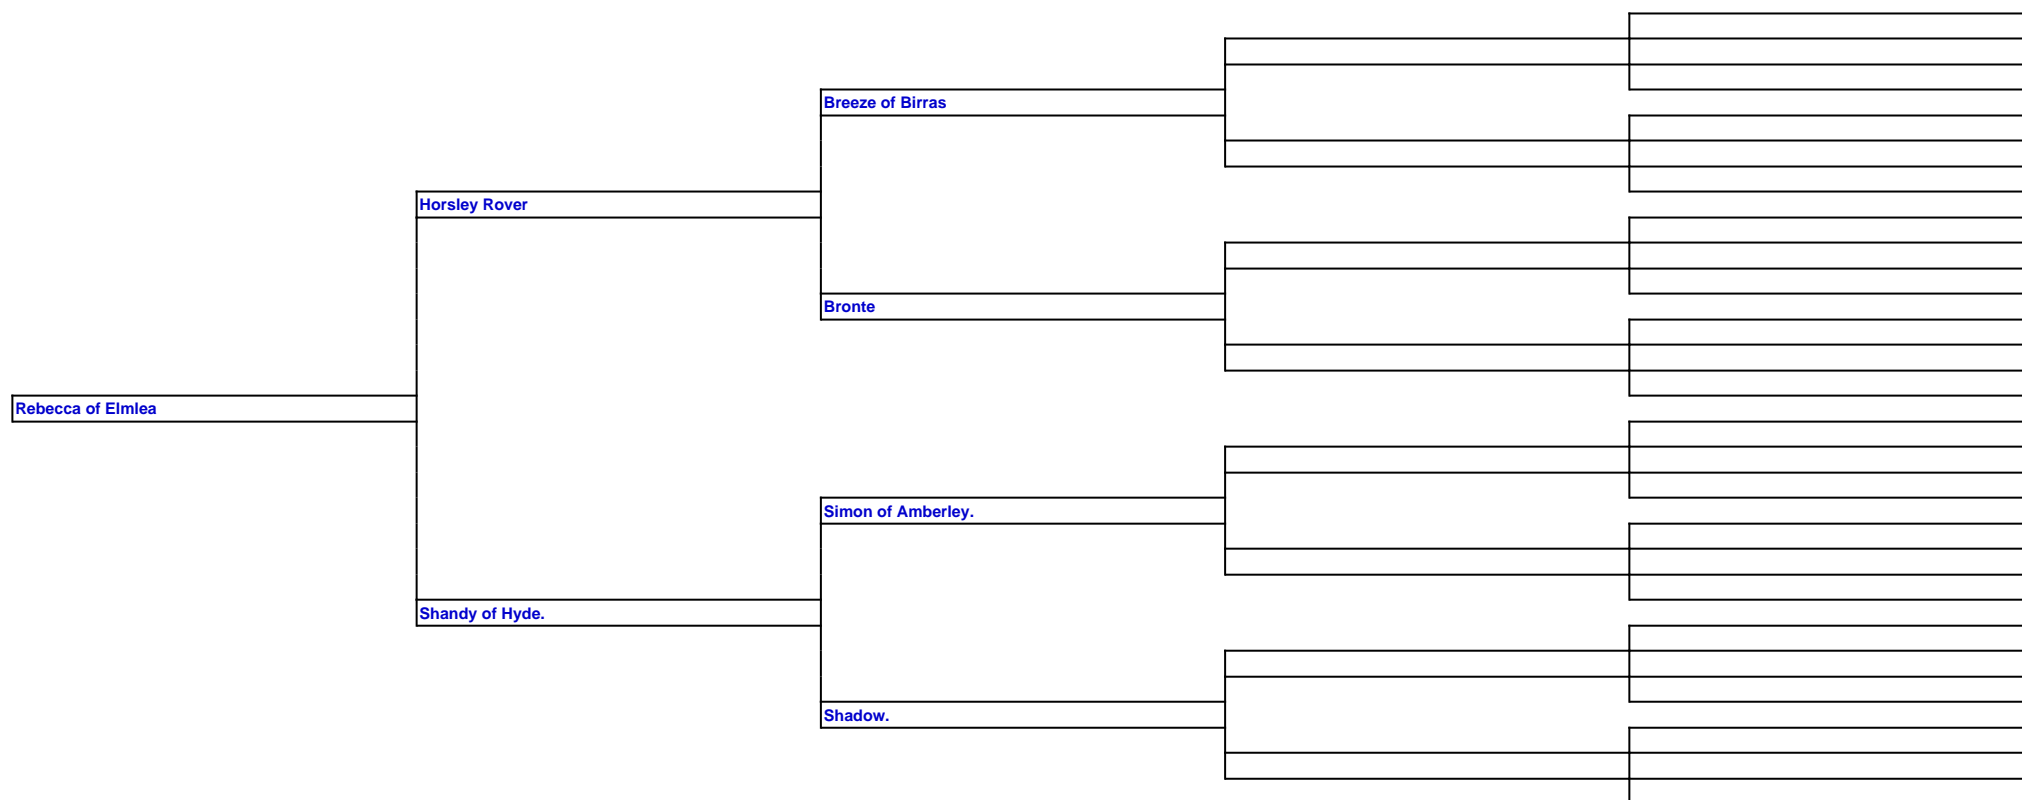 Breeze of Birras
Horsley Rover
Bronte
Rebecca of Elmlea
Simon of Amberley.
Shandy of Hyde.
Shadow.